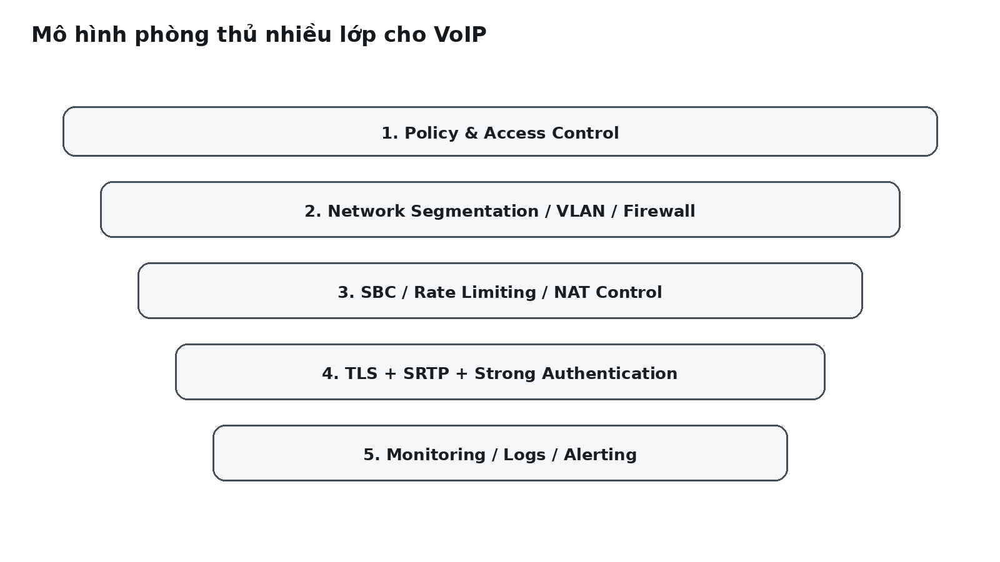 Mô hình phòng thủ nhiều lớp cho VoIP
1. Policy & Access Control
2. Network Segmentation / VLAN / Firewall
3. SBC / Rate Limiting / NAT Control
4. TLS + SRTP + Strong Authentication
5. Monitoring / Logs / Alerting